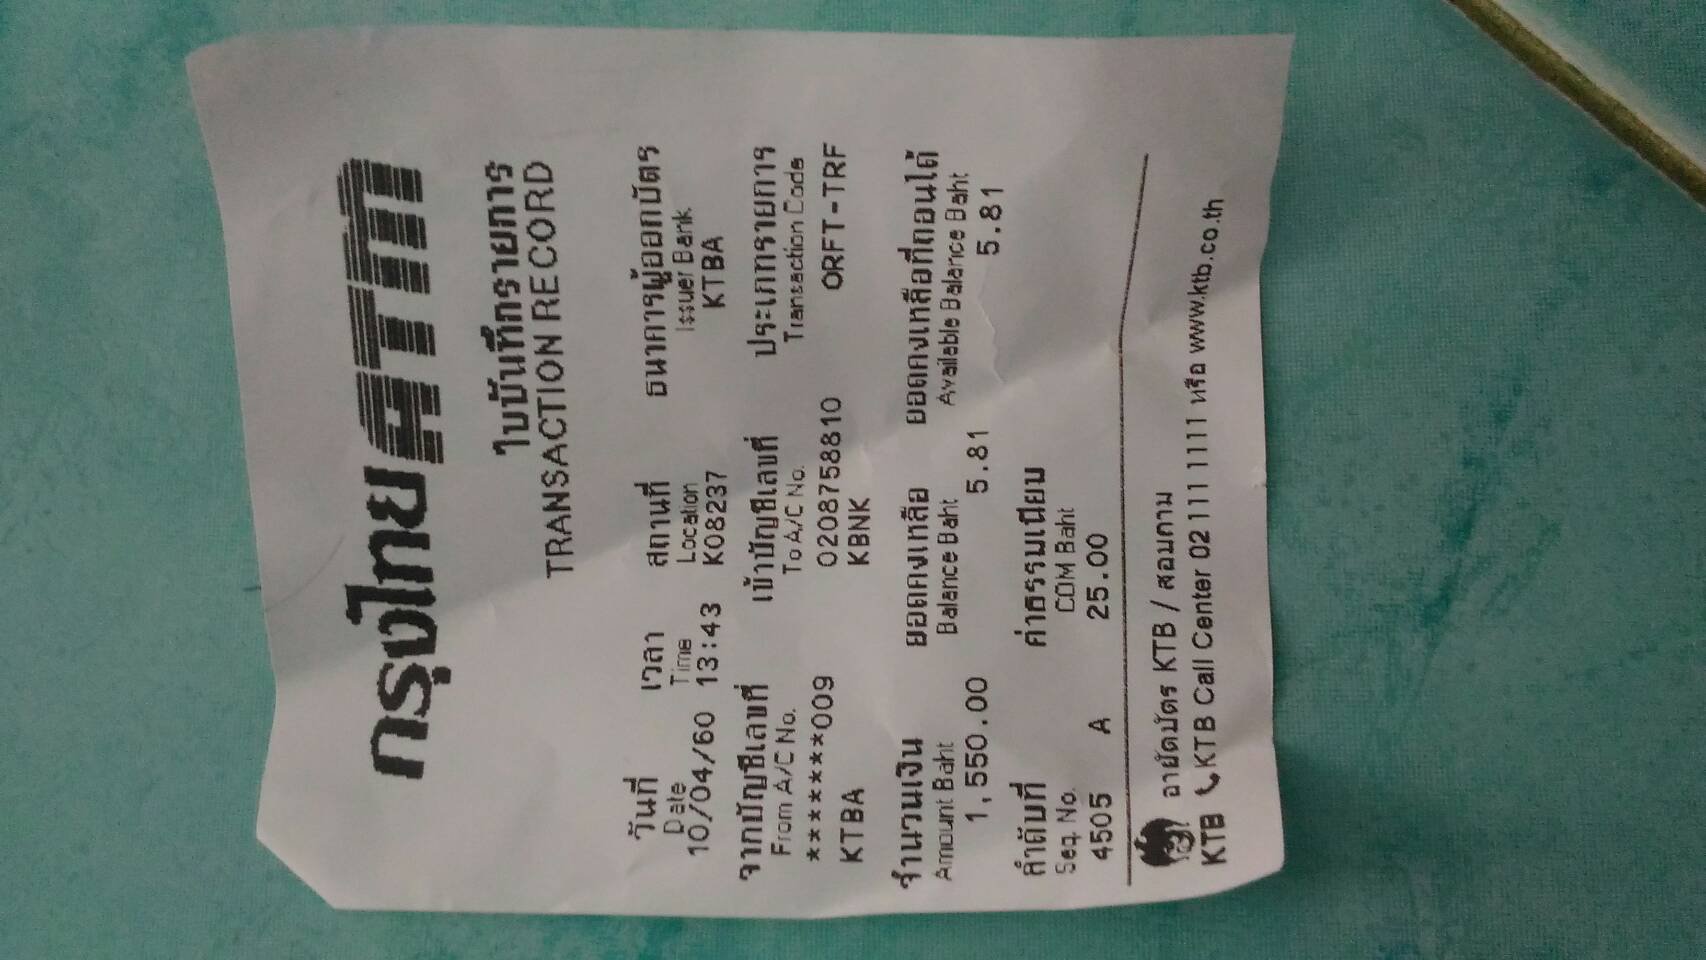 กรุงไทย ATM
ใบบันทึกรายการ
TRANSACTION RECORD
วันที่ เวลา สถานที่ ธนาคารผู้ออกบัตร
Date Time Location Issuer Bank
10/04/60 13:43 K08237 KTBA
จากบัญชีเลขที่ เข้าบัญชีเลขที่ ประเภทรายการ
From A/C No. To A/C No. Transaction Code
*******009 0208758810 ORFT-TRF
KTBA KBNK
จำนวนเงิน ยอดคงเหลือ ยอดคงเหลือที่ถอนได้
Amount Baht Balance Baht Available Balance Baht
1,550.00 5.81 5.81
ลำดับที่ ค่าธรรมเนียม
Seq. No. COM Baht
4505 A 25.00
อายัดบัตร KTB / สอบถาม
KTB KTB Call Center 02 111 1111 หรือ www.ktb.co.th